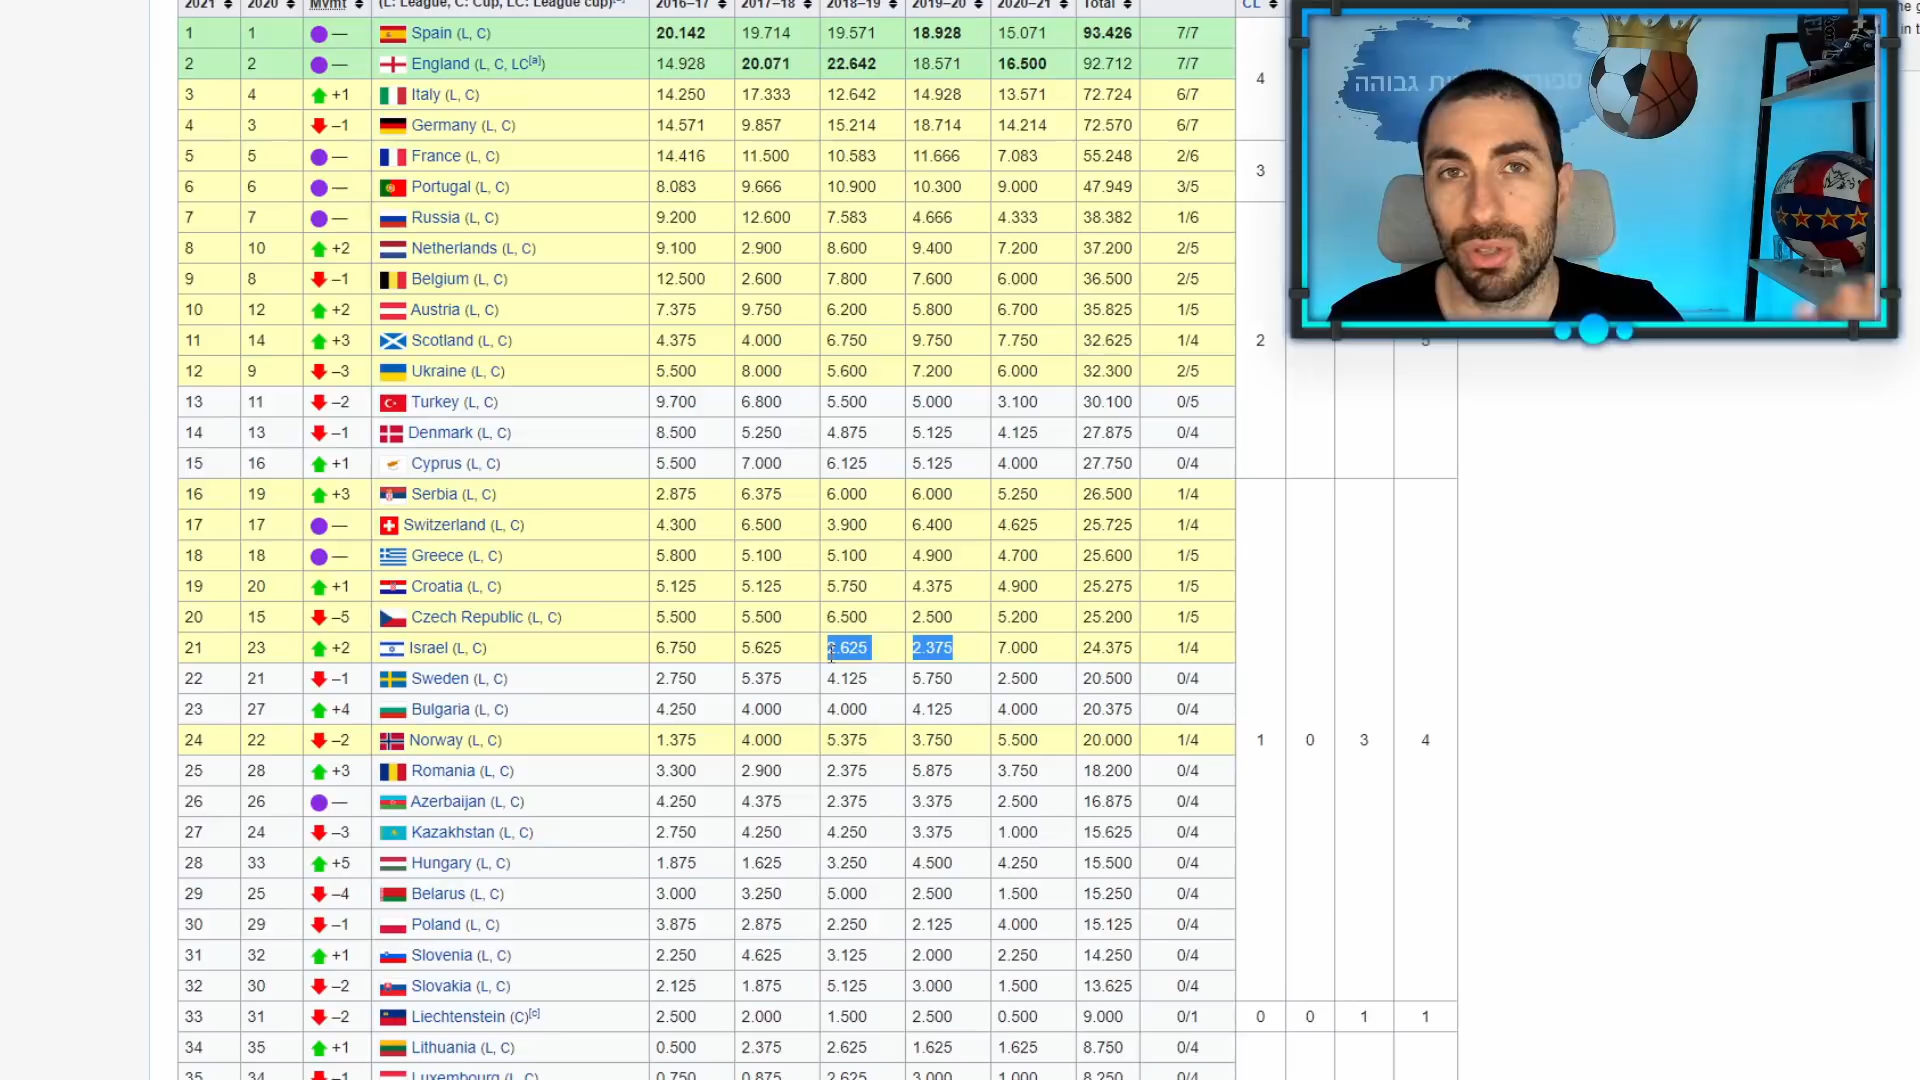 2021 2020 Mvmt (L: League, C: Cup, LC: League cup) 2016–17 2017–18 2018–19 2019–20 2020–21 Total CL
1 1 — Spain (L, C) 20.142 19.714 19.571 18.928 15.071 93.426 7/7
2 2 — England (L, C, LC[a]) 14.928 20.071 22.642 18.571 16.500 92.712 7/7
4
3 4 +1 Italy (L, C) 14.250 17.333 12.642 14.928 13.571 72.724 6/7
4 3 –1 Germany (L, C) 14.571 9.857 15.214 18.714 14.214 72.570 6/7
5 5 — France (L, C) 14.416 11.500 10.583 11.666 7.083 55.248 2/6
3
6 6 — Portugal (L, C) 8.083 9.666 10.900 10.300 9.000 47.949 3/5
7 7 — Russia (L, C) 9.200 12.600 7.583 4.666 4.333 38.382 1/6
8 10 +2 Netherlands (L, C) 9.100 2.900 8.600 9.400 7.200 37.200 2/5
9 8 –1 Belgium (L, C) 12.500 2.600 7.800 7.600 6.000 36.500 2/5
10 12 +2 Austria (L, C) 7.375 9.750 6.200 5.800 6.700 35.825 1/5
11 14 +3 Scotland (L, C) 4.375 4.000 6.750 9.750 7.750 32.625 1/4 2
12 9 –3 Ukraine (L, C) 5.500 8.000 5.600 7.200 6.000 32.300 2/5
13 11 –2 Turkey (L, C) 9.700 6.800 5.500 5.000 3.100 30.100 0/5
14 13 –1 Denmark (L, C) 8.500 5.250 4.875 5.125 4.125 27.875 0/4
15 16 +1 Cyprus (L, C) 5.500 7.000 6.125 5.125 4.000 27.750 0/4
16 19 +3 Serbia (L, C) 2.875 6.375 6.000 6.000 5.250 26.500 1/4
17 17 — Switzerland (L, C) 4.300 6.500 3.900 6.400 4.625 25.725 1/4
18 18 — Greece (L, C) 5.800 5.100 5.100 4.900 4.700 25.600 1/5
19 20 +1 Croatia (L, C) 5.125 5.125 5.750 4.375 4.900 25.275 1/5
20 15 –5 Czech Republic (L, C) 5.500 5.500 6.500 2.500 5.200 25.200 1/5
21 23 +2 Israel (L, C) 6.750 5.625 2.625 2.375 7.000 24.375 1/4
22 21 –1 Sweden (L, C) 2.750 5.375 4.125 5.750 2.500 20.500 0/4
23 27 +4 Bulgaria (L, C) 4.250 4.000 4.000 4.125 4.000 20.375 0/4
24 22 –2 Norway (L, C) 1.375 4.000 5.375 3.750 5.500 20.000 1/4 1 0 3 4
25 28 +3 Romania (L, C) 3.300 2.900 2.375 5.875 3.750 18.200 0/4
26 26 — Azerbaijan (L, C) 4.250 4.375 2.375 3.375 2.500 16.875 0/4
27 24 –3 Kazakhstan (L, C) 2.750 4.250 4.250 3.375 1.000 15.625 0/4
28 33 +5 Hungary (L, C) 1.875 1.625 3.250 4.500 4.250 15.500 0/4
29 25 –4 Belarus (L, C) 3.000 3.250 5.000 2.500 1.500 15.250 0/4
30 29 –1 Poland (L, C) 3.875 2.875 2.250 2.125 4.000 15.125 0/4
31 32 +1 Slovenia (L, C) 2.250 4.625 3.125 2.000 2.250 14.250 0/4
32 30 –2 Slovakia (L, C) 2.125 1.875 5.125 3.000 1.500 13.625 0/4
33 31 –2 Liechtenstein (C)[c] 2.500 2.000 1.500 2.500 0.500 9.000 0/1 0 0 1 1
34 35 +1 Lithuania (L, C) 0.500 2.375 2.625 1.625 1.625 8.750 0/4
35 34 –1 Luxembourg (L, C) 0.750 0.875 2.625 3.000 1.000 8.250 0/4
גבוהה